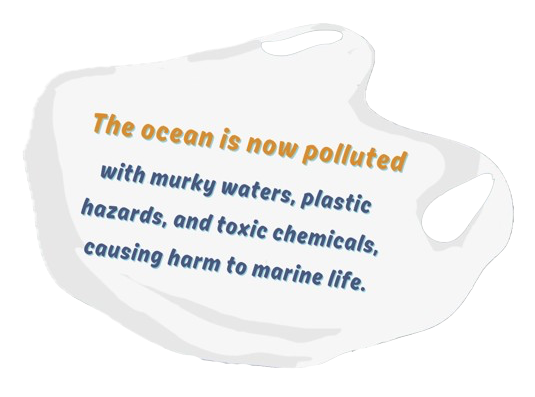 The ocean is now polluted
with murky waters, plastic
hazards, and toxic chemicals,
causing harm to marine life.